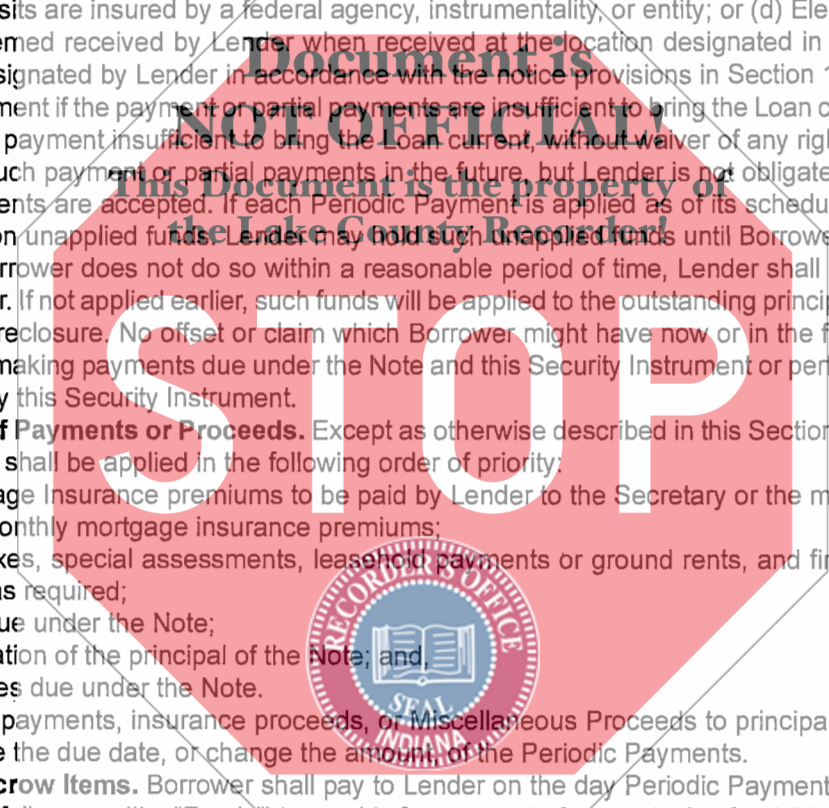 sits are insured by a federal agency, instrumentality, or entity; or (d) Ele
emed received by Lender when received at the location designated in
signated by Lender in accordance with the notice provisions in Section 1
ment if the payment or partial payments are insufficient to bring the Loan c
payment insufficient to bring the Loan current, without waiver of any rig
uch payment or partial payments in the future, but Lender is not obligate
ents are accepted. If each Periodic Payment is applied as of its schedu
on unapplied funds. Lender may hold such unapplied funds until Borrowe
rrower does not do so within a reasonable period of time, Lender shall
r. If not applied earlier, such funds will be applied to the outstanding princi
reclosure. No offset or claim which Borrower might have now or in the f
making payments due under the Note and this Security Instrument or per
y this Security Instrument.
f Payments or Proceeds. Except as otherwise described in this Section
shall be applied in the following order of priority:
age Insurance premiums to be paid by Lender to the Secretary or the m
onthly mortgage insurance premiums;
xes, special assessments, leasehold payments or ground rents, and fir
as required;
ue under the Note;
ation of the principal of the Note; and,
es due under the Note.
payments, insurance proceeds, or Miscellaneous Proceeds to principa
e the due date, or change the amount, of the Periodic Payments.
crow Items. Borrower shall pay to Lender on the day Periodic Payment
Document is
NOT OFFICIAL!
This Document is the property of
the Lake County Recorder!
STOP
RECORDER'S OFFICE
SEAL
INDIANA